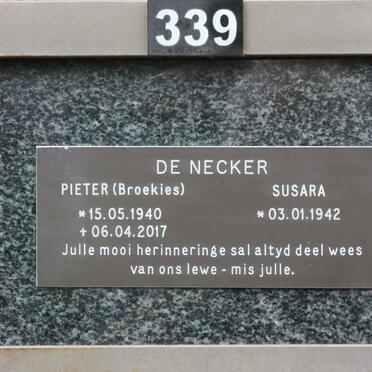 339
DE NECKER
PIETER (Broekies) SUSARA
*15.05.1940 *03.01.1942
†06.04.2017
Julle mooi herinneringe sal altyd deel wees
van ons lewe - mis julle.